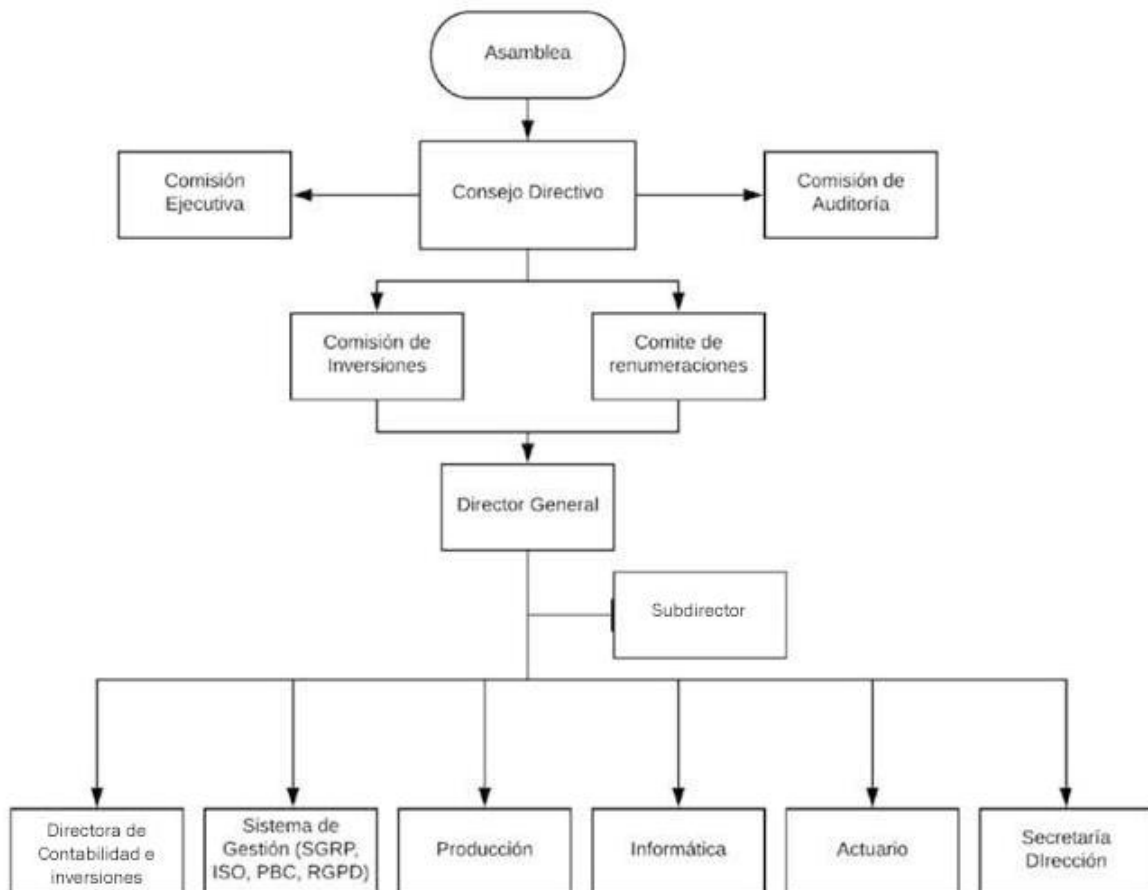 Asamblea
Comisión
Ejecutiva
Consejo Directivo
Comisión de
Auditoría
Comisión de
Inversiones
Comite de
renumeraciones
Director General
Subdirector
Directora de
Contabilidad e
inversiones
Sistema de
Gestión (SGRP,
ISO, PBC, RGPD)
Producción
Informática
Actuario
Secretaría
DIrección